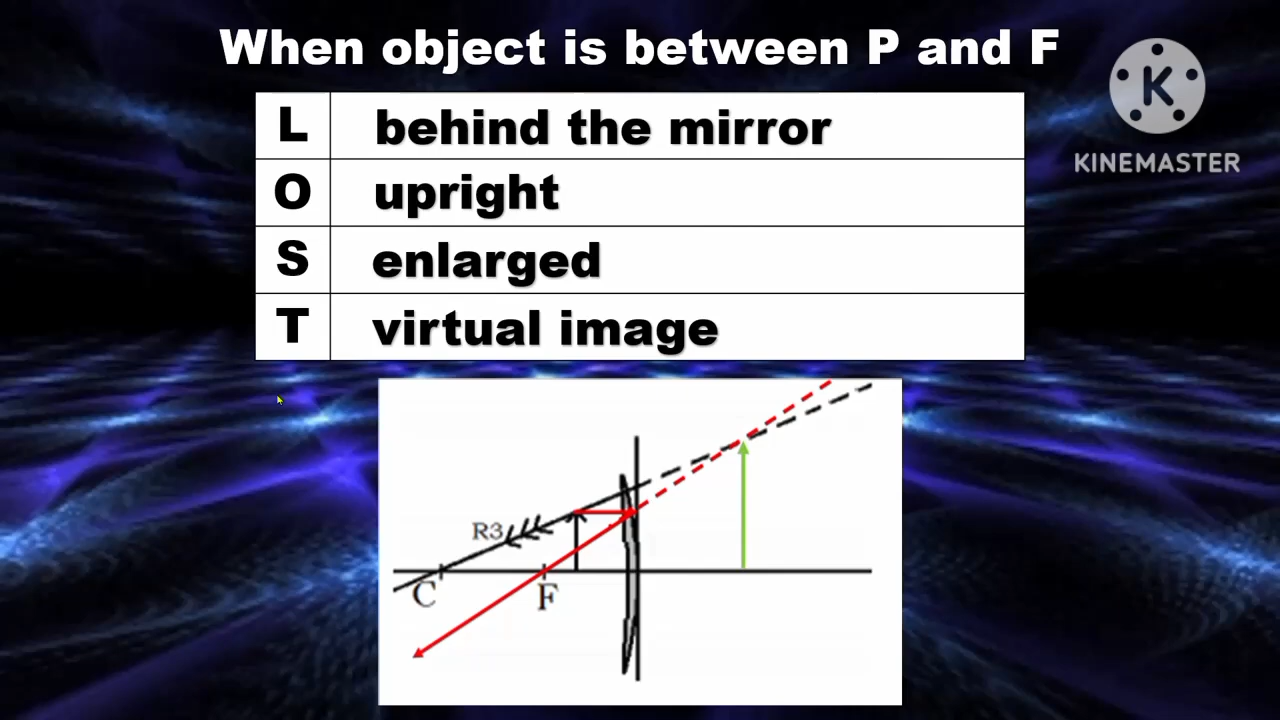 When object is between P and F
K
KINEMASTER
L behind the mirror
O upright
S enlarged
T virtual image
R3
C F